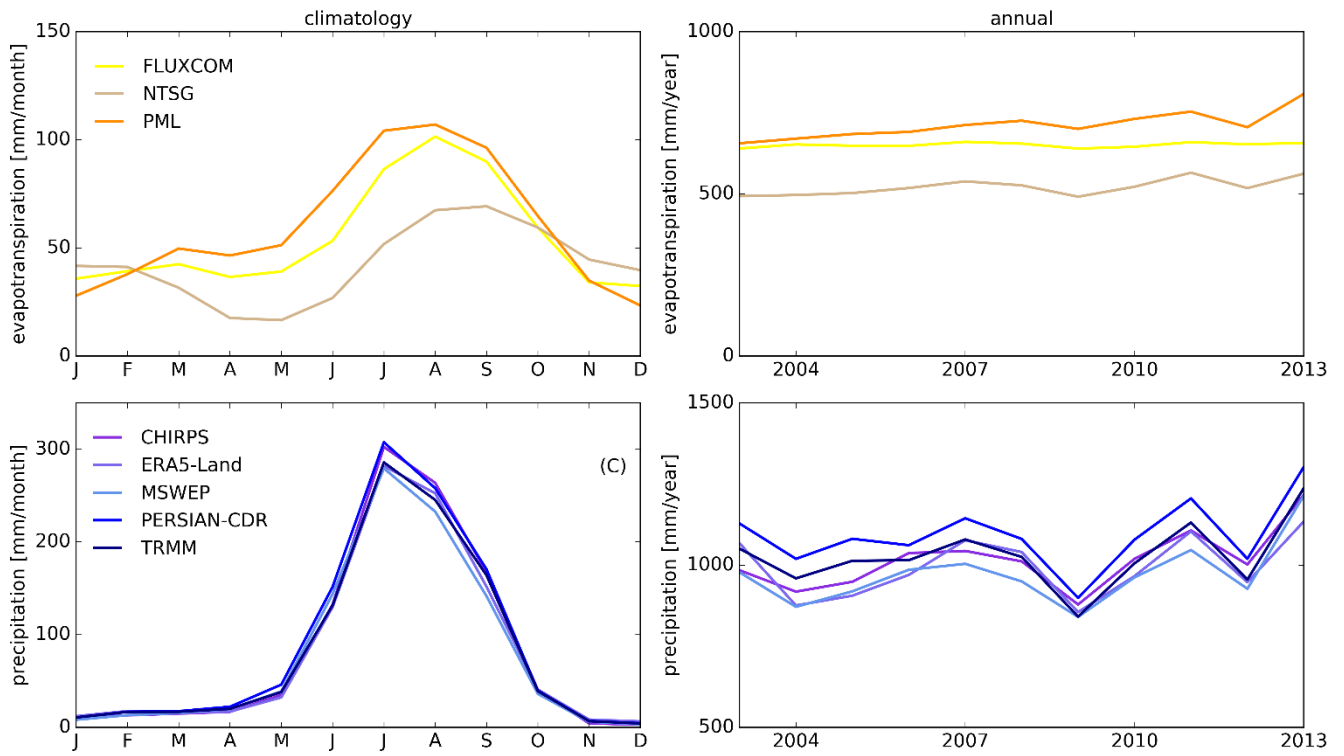 climatology
annual
evapotranspiration [mm/month]
150
100
50
0
FLUXCOM
NTSG
PML
J F M A M J J A S O N D
evapotranspiration [mm/year]
1000
500
0
2004 2007 2010 2013
precipitation [mm/month]
300
200
100
0
CHIRPS
ERA5-Land
MSWEP
PERSIAN-CDR
TRMM
(C)
J F M A M J J A S O N D
precipitation [mm/year]
1500
1000
500
2004 2007 2010 2013